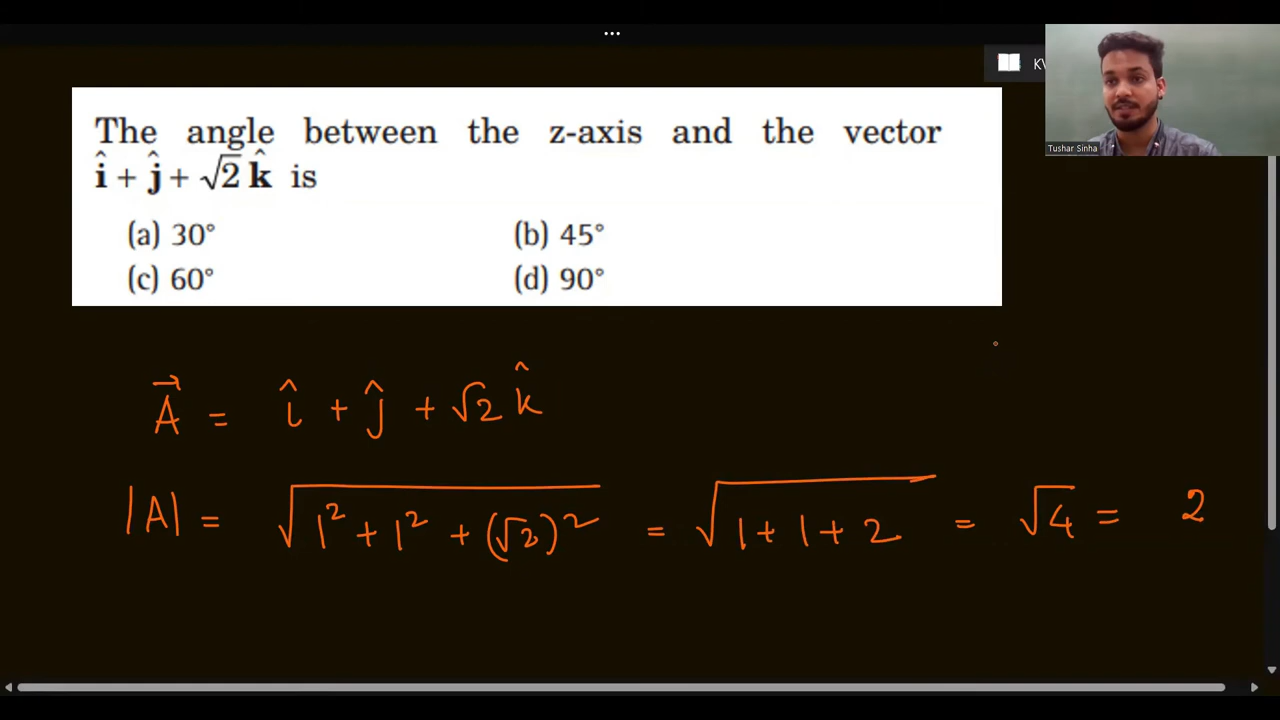 ...
KV
Tushar Sinha
The angle between the z-axis and the vector
î + ĵ + √2 k̂ is
(a) 30° (b) 45°
(c) 60° (d) 90°
A⃗ = î + ĵ + √2 k̂
|A| = √(1² + 1² + (√2)²) = √(1 + 1 + 2) = √4 = 2